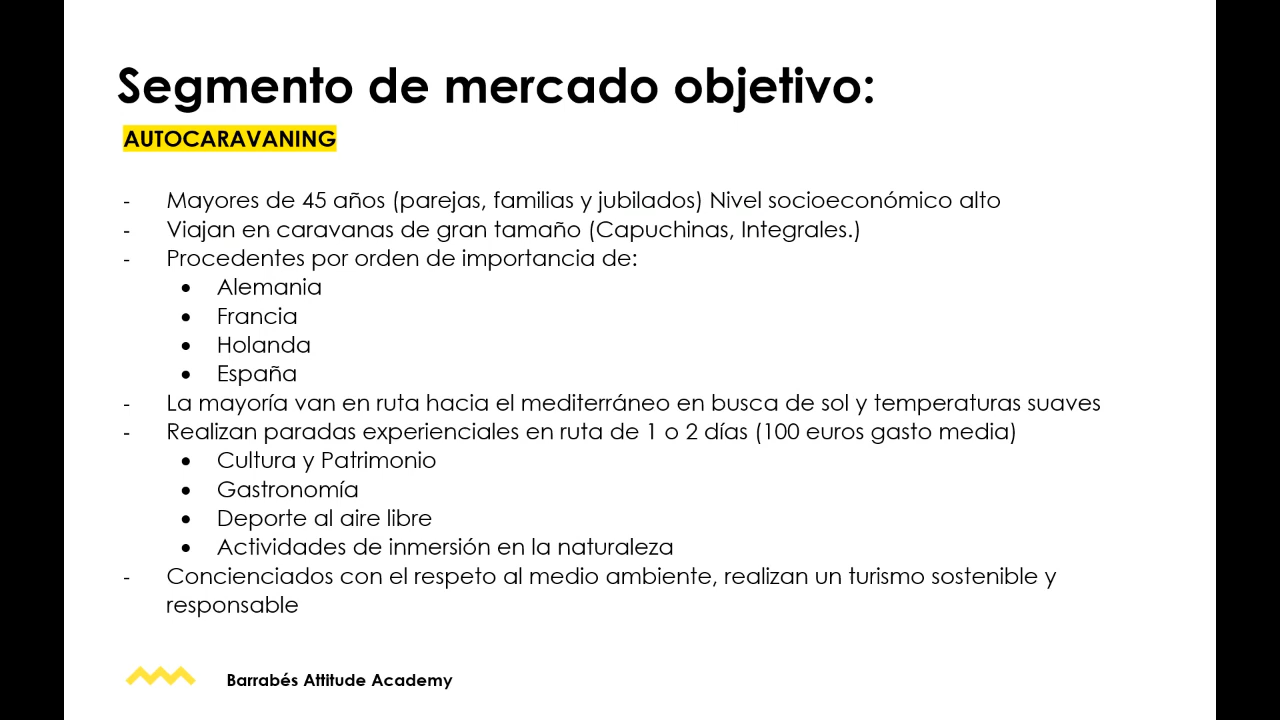 Segmento de mercado objetivo:
AUTOCARAVANING
- Mayores de 45 años (parejas, familias y jubilados) Nivel socioeconómico alto
- Viajan en caravanas de gran tamaño (Capuchinas, Integrales.)
- Procedentes por orden de importancia de:
• Alemania
• Francia
• Holanda
• España
- La mayoría van en ruta hacia el mediterráneo en busca de sol y temperaturas suaves
- Realizan paradas experienciales en ruta de 1 o 2 días (100 euros gasto media)
• Cultura y Patrimonio
• Gastronomía
• Deporte al aire libre
• Actividades de inmersión en la naturaleza
- Concienciados con el respeto al medio ambiente, realizan un turismo sostenible y
responsable
Barrabés Attitude Academy